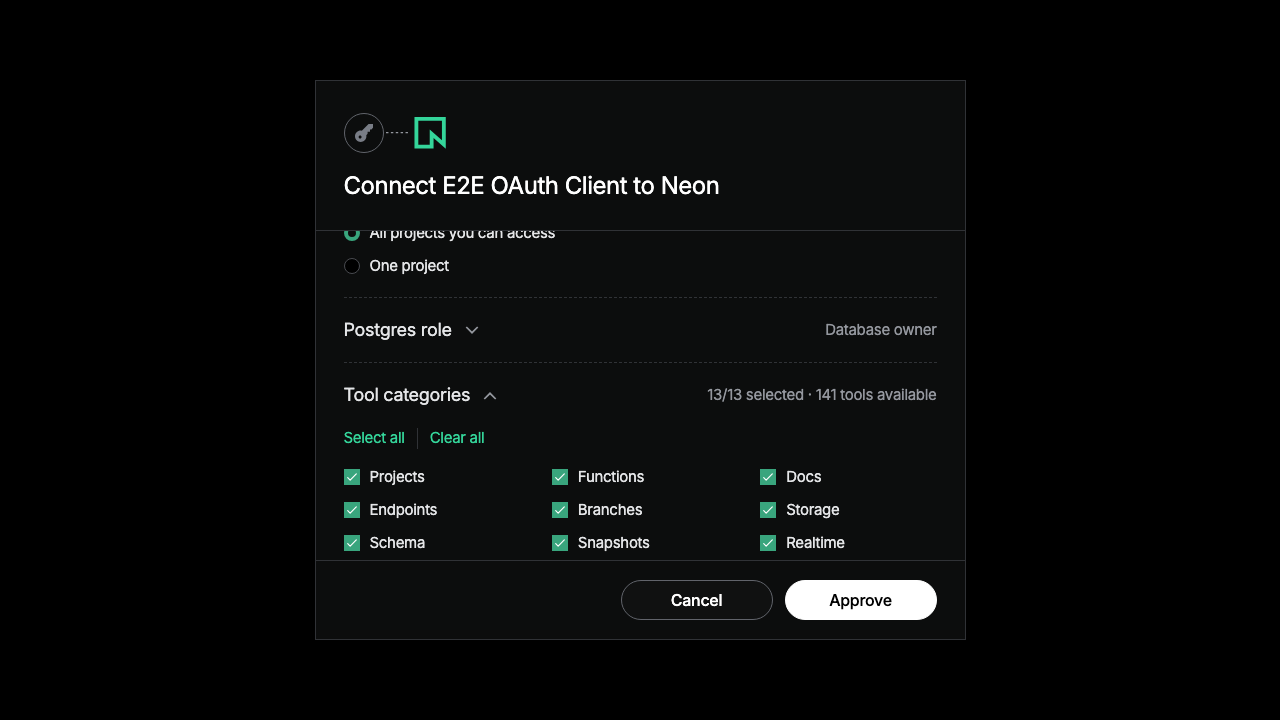 Connect E2E OAuth Client to Neon
All projects you can access
One project
Postgres role Database owner
Tool categories 13/13 selected · 141 tools available
Select all Clear all
Projects Functions Docs
Endpoints Branches Storage
Schema Snapshots Realtime
Cancel Approve